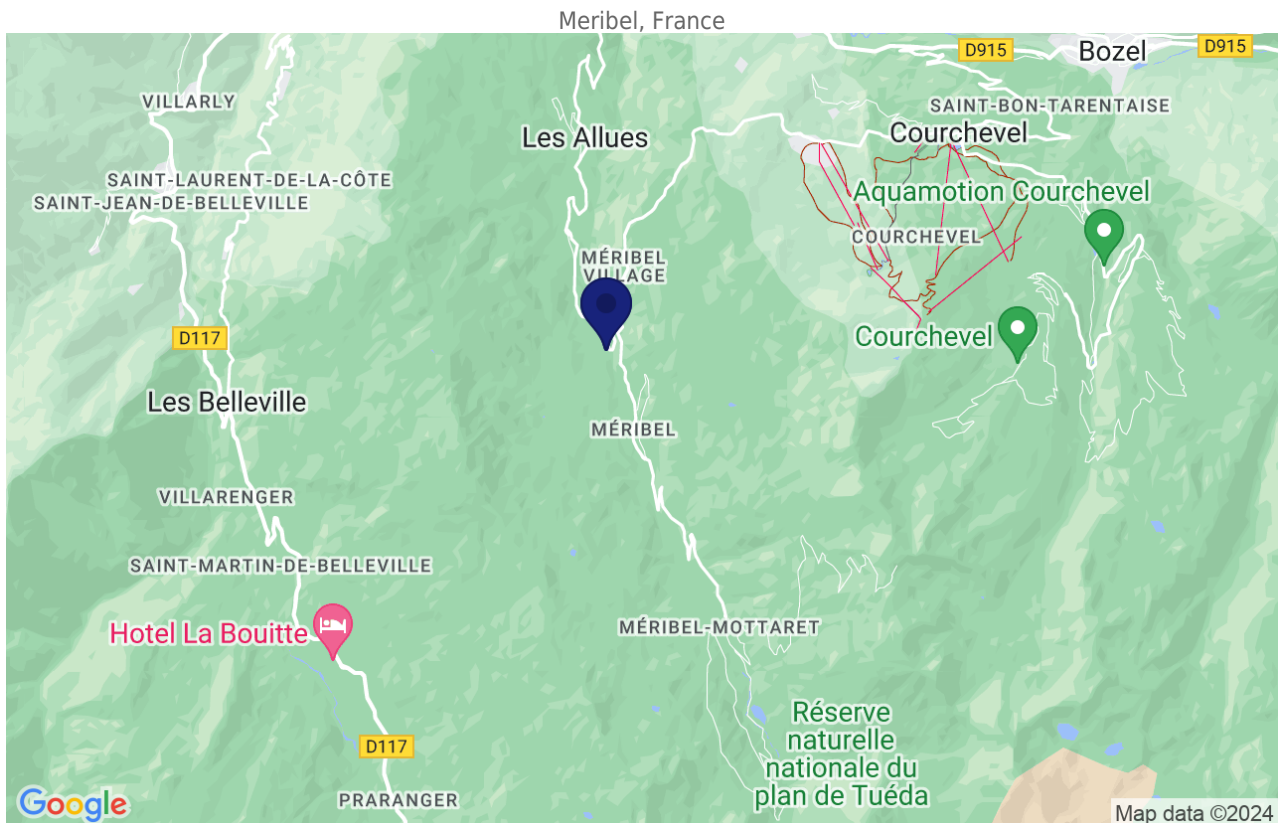 Meribel, France
D915
Bozel
D915
VILLARLY
SAINT-BON-TARENTAISE
Les Allues
Courchevel
SAINT-LAURENT-DE-LA-CÔTE
Aquamotion Courchevel
SAINT-JEAN-DE-BELLEVILLE
COURCHEVEL
MÉRIBEL
VILLAGE
D117
Courchevel
Les Belleville
MÉRIBEL
VILLARENGER
SAINT-MARTIN-DE-BELLEVILLE
Hotel La Bouitte
MÉRIBEL-MOTTARET
Réserve
naturelle
nationale du
plan de Tuéda
D117
PRARANGER
Google
Map data ©2024